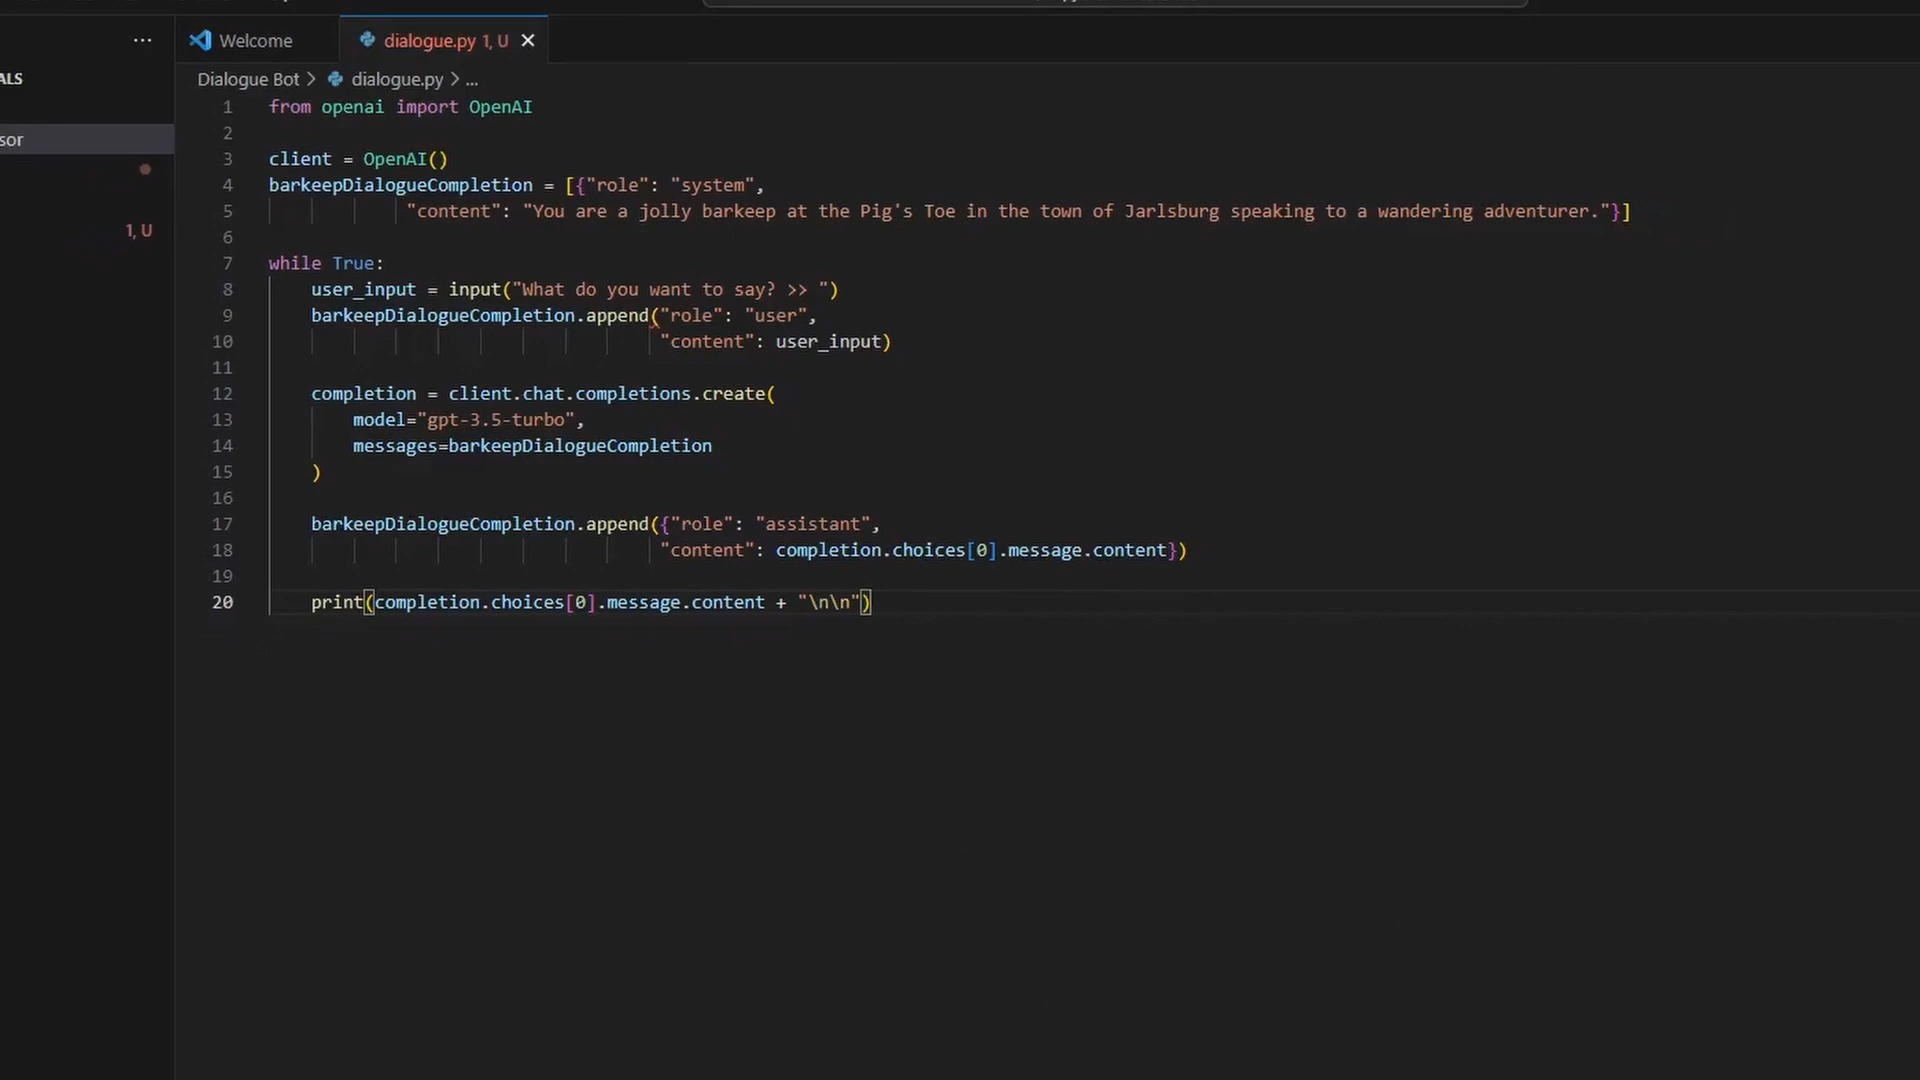 ALS
sor
1, U
Welcome
dialogue.py 1, U
Dialogue Bot > dialogue.py > ...
1 from openai import OpenAI
2
3 client = OpenAI()
4 barkeepDialogueCompletion = [{"role": "system",
5 "content": "You are a jolly barkeep at the Pig's Toe in the town of Jarlsburg speaking to a wandering adventurer."}]
6
7 while True:
8 user_input = input("What do you want to say? >> ")
9 barkeepDialogueCompletion.append("role": "user",
10 "content": user_input)
11
12 completion = client.chat.completions.create(
13 model="gpt-3.5-turbo",
14 messages=barkeepDialogueCompletion
15 )
16
17 barkeepDialogueCompletion.append({"role": "assistant",
18 "content": completion.choices[0].message.content})
19
20 print(completion.choices[0].message.content + "\n\n")